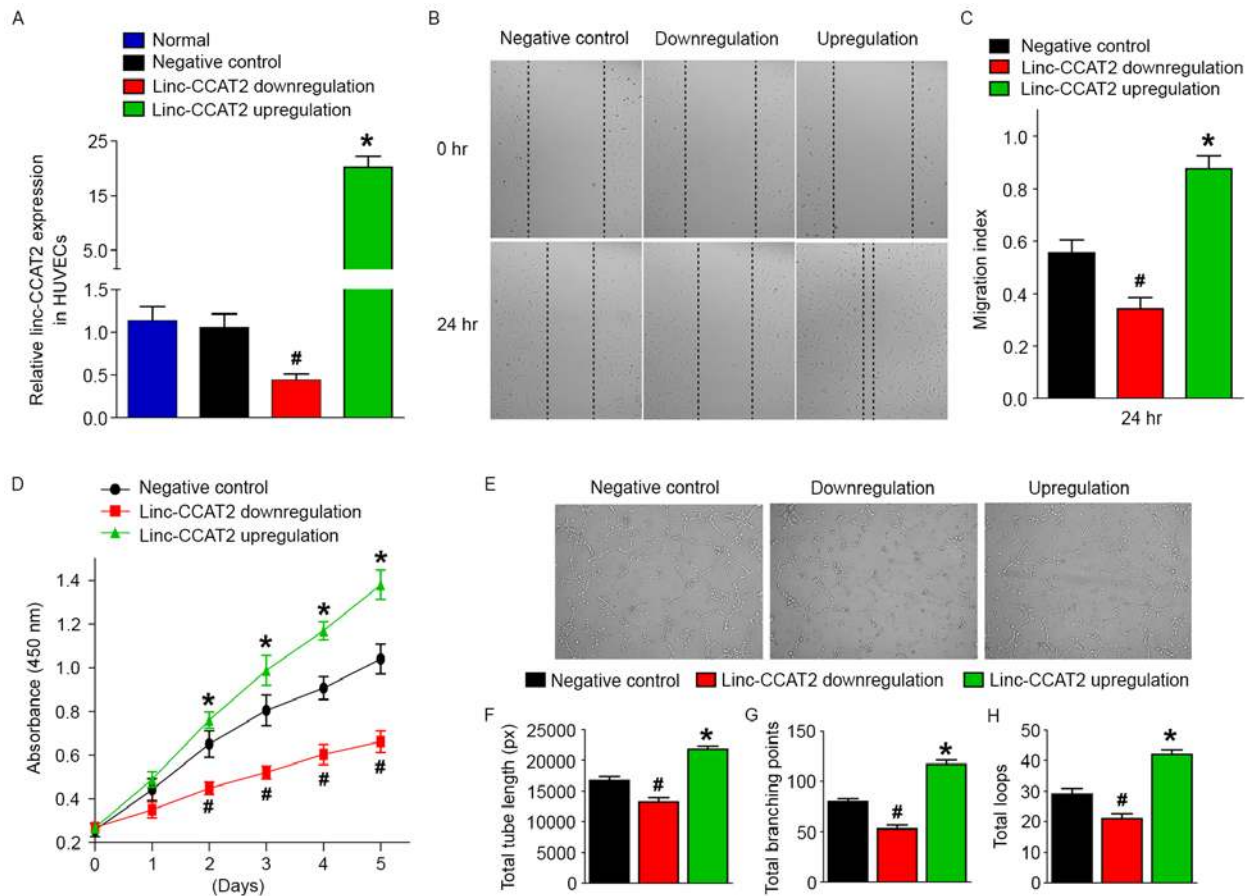 A
Normal
Negative control
Linc-CCAT2 downregulation
Linc-CCAT2 upregulation
Relative linc-CCAT2 expression
in HUVECs
25
15
5.0
1.5
1.0
0.5
0.0
#
*
B
Negative control Downregulation Upregulation
0 hr
24 hr
C
Negative control
Linc-CCAT2 downregulation
Linc-CCAT2 upregulation
Migration index
1.0
0.8
0.6
0.4
0.2
0.0
#
*
24 hr
D
Negative control
Linc-CCAT2 downregulation
Linc-CCAT2 upregulation
Absorbance (450 nm)
1.4
1.2
1.0
0.8
0.6
0.4
0.2
* * * *
# # # #
0 1 2 3 4 5
(Days)
E
Negative control Downregulation Upregulation
Negative control Linc-CCAT2 downregulation Linc-CCAT2 upregulation
F
Total tube length (px)
25000
20000
15000
10000
5000
0
#
*
G
Total branching points
150
100
50
0
#
*
H
Total loops
50
40
30
20
10
0
#
*